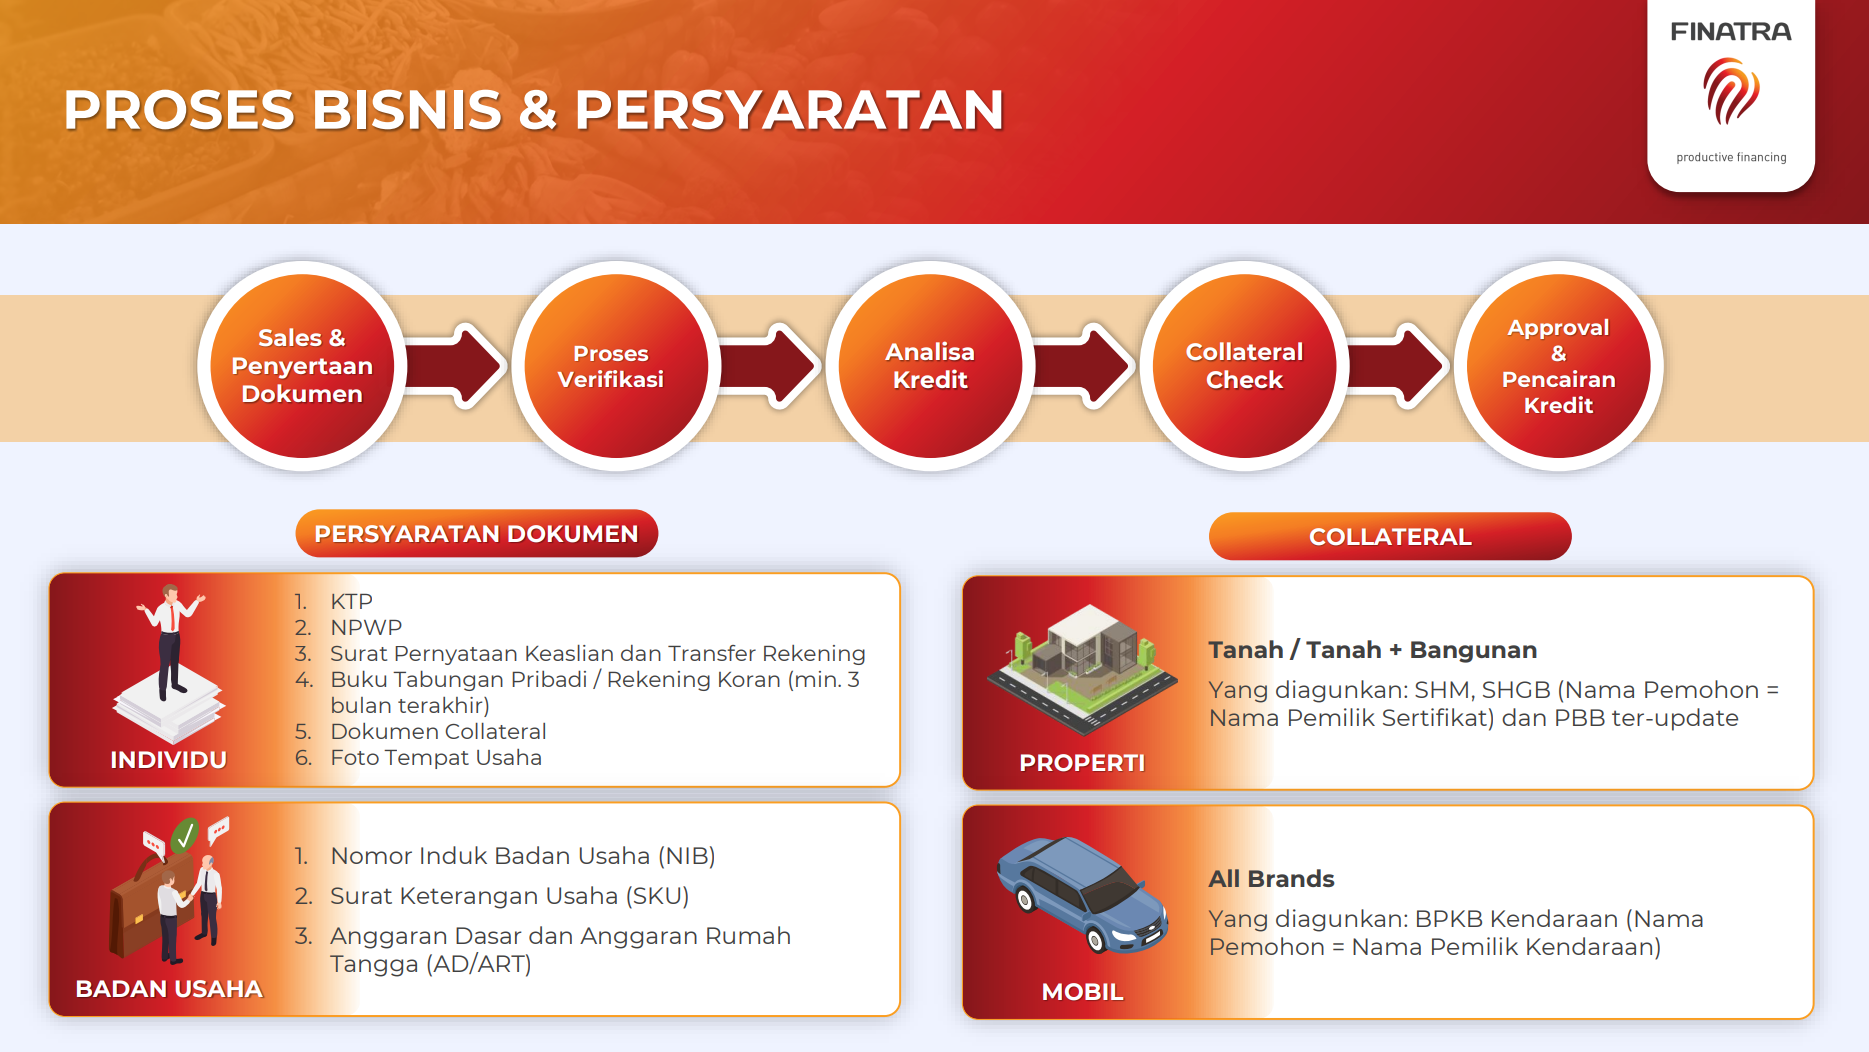 PROSES BISNIS & PERSYARATAN
FINATRA
productive financing
Sales &
Penyertaan
Dokumen
Proses
Verifikasi
Analisa
Kredit
Collateral
Check
Approval
&
Pencairan
Kredit
PERSYARATAN DOKUMEN
INDIVIDU
1. KTP
2. NPWP
3. Surat Pernyataan Keaslian dan Transfer Rekening
4. Buku Tabungan Pribadi / Rekening Koran (min. 3
bulan terakhir)
5. Dokumen Collateral
6. Foto Tempat Usaha
BADAN USAHA
1. Nomor Induk Badan Usaha (NIB)
2. Surat Keterangan Usaha (SKU)
3. Anggaran Dasar dan Anggaran Rumah
Tangga (AD/ART)
COLLATERAL
PROPERTI
Tanah / Tanah + Bangunan
Yang diagunkan: SHM, SHGB (Nama Pemohon =
Nama Pemilik Sertifikat) dan PBB ter-update
MOBIL
All Brands
Yang diagunkan: BPKB Kendaraan (Nama
Pemohon = Nama Pemilik Kendaraan)